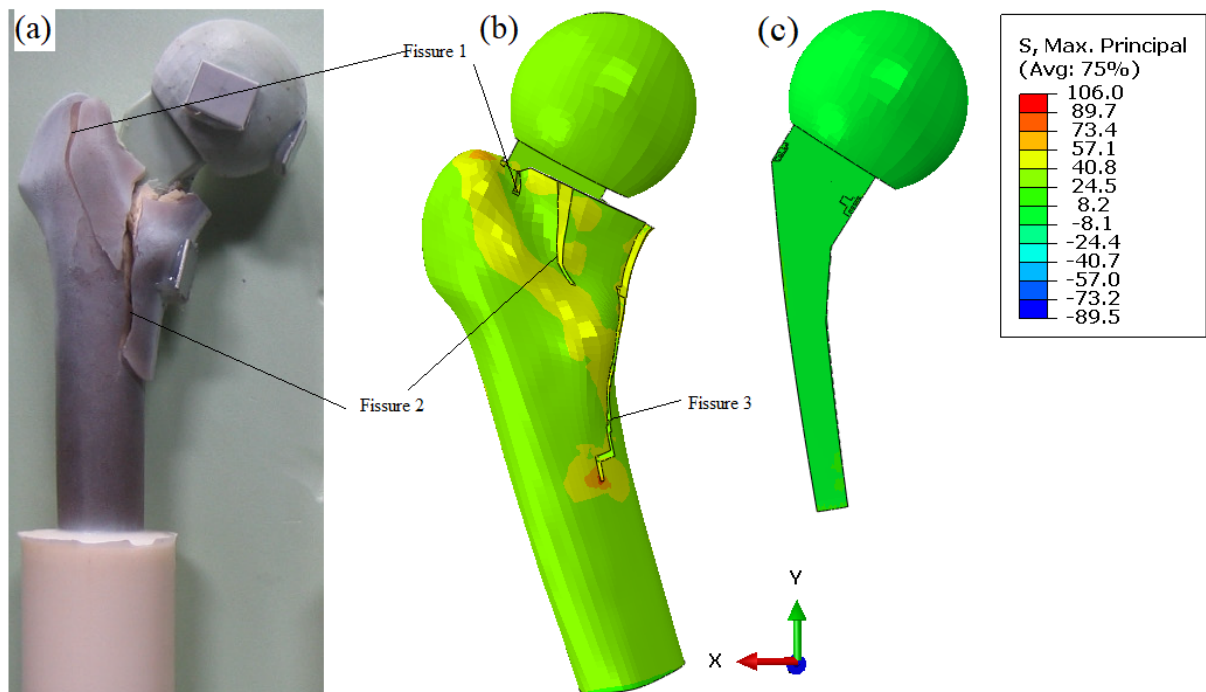 (a)
(b)
(c)
Fissure 1
Fissure 2
Fissure 3
S, Max. Principal
(Avg: 75%)
106.0
89.7
73.4
57.1
40.8
24.5
8.2
-8.1
-24.4
-40.7
-57.0
-73.2
-89.5
Y
X